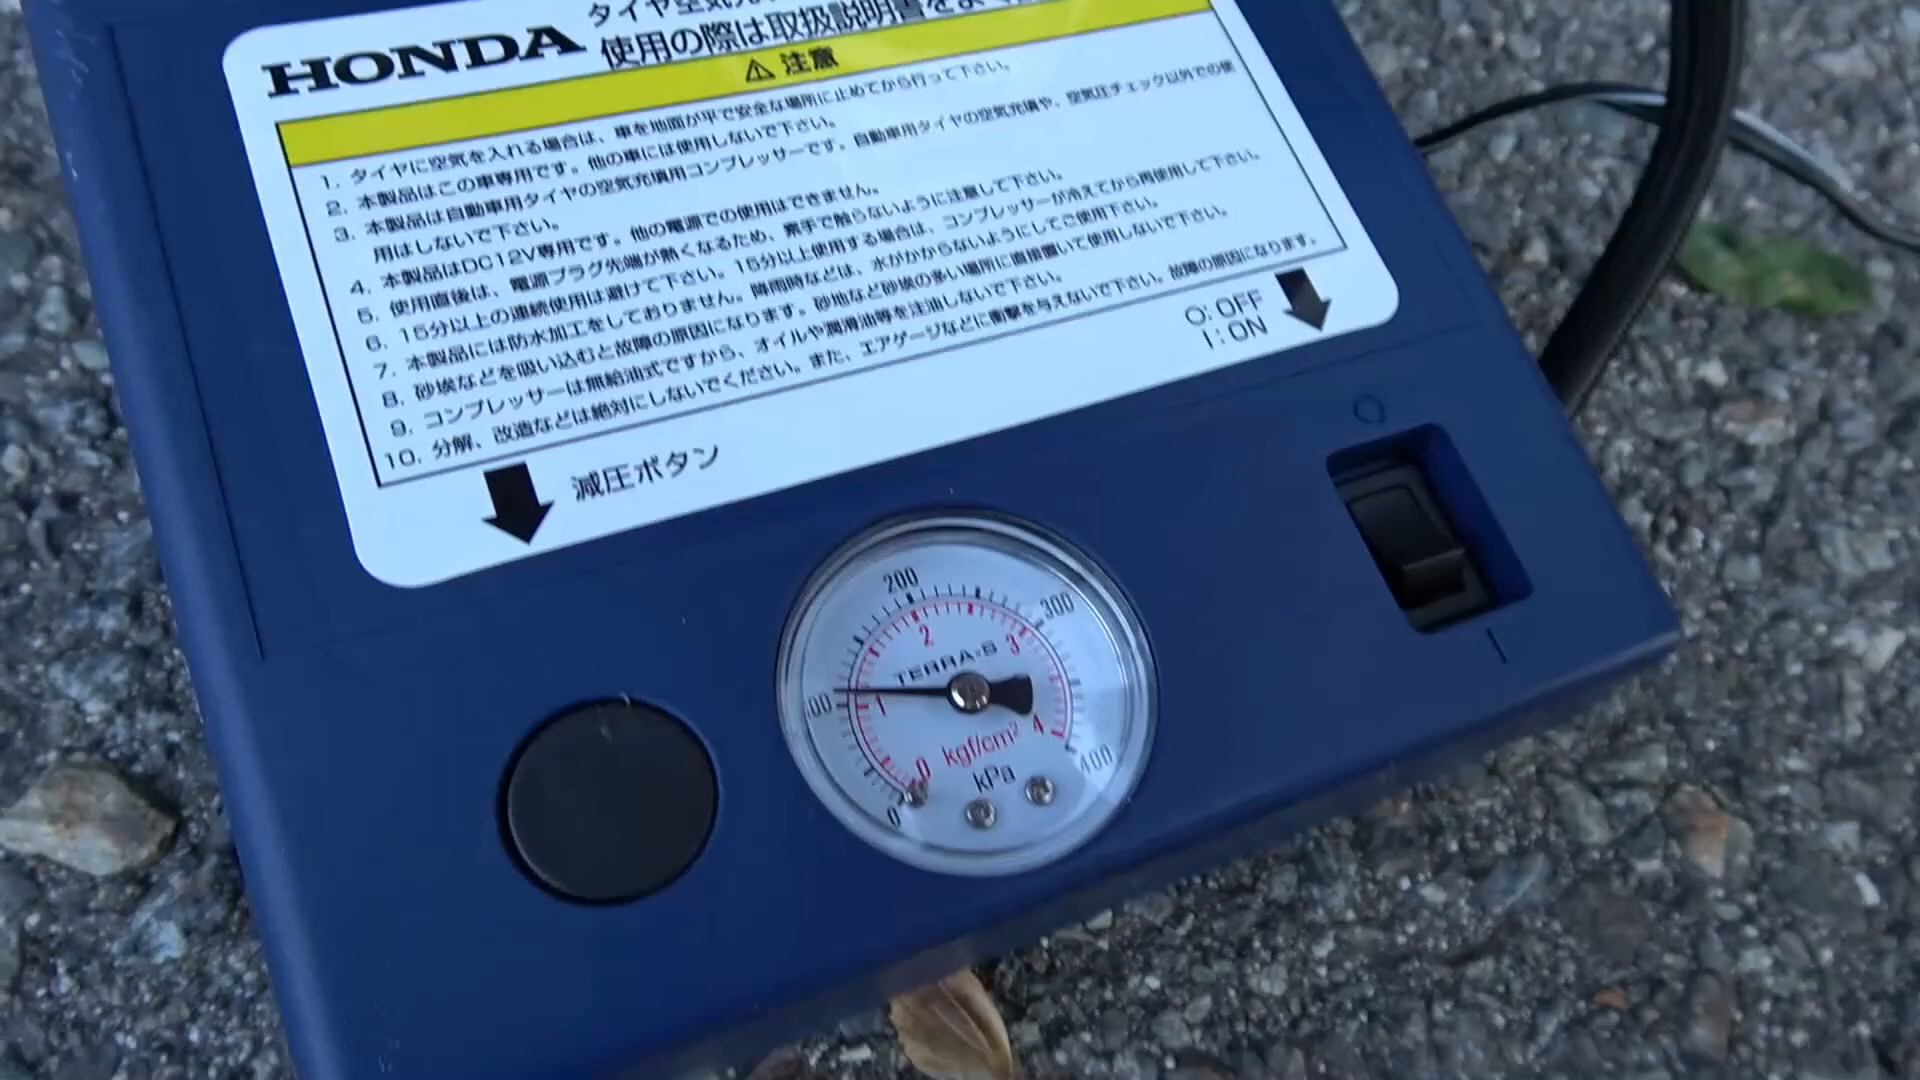 HONDA
使用の際は取扱説明書をよ
⚠ 注意
1. タイヤに空気を入れる場合は、車を地面が平で安全な場所に止めてから行って下さい。
2. 本製品はこの車専用です。他の車には使用しないで下さい。
3. 本製品は自動車用タイヤの空気充填用コンプレッサーです。自動車用タイヤの空気充填や、空気圧チェック以外での使
用はしないで下さい。
4. 本製品はDC12V専用です。他の電源での使用はできません。
5. 使用直後は、電源プラグ先端が熱くなるため、素手で触らないように注意して下さい。
6. 15分以上の連続使用は避けて下さい。15分以上使用する場合は、コンプレッサーが冷えてから再使用して下さい。
7. 本製品には防水加工をしておりません。降雨時などは、水がかからないようにしてご使用下さい。
8. 砂埃などを吸い込むと故障の原因になります。砂地など砂埃の多い場所に直接置いて使用しないで下さい。
9. コンプレッサーは無給油式ですから、オイルや潤滑油等を注油しないで下さい。
10. 分解、改造などは絶対にしないでください。また、エアゲージなどに衝撃を与えないで下さい。故障の原因になります。
O: OFF
I: ON
減圧ボタン
O
I
200
300
2
3
TERRA-S
00
1
4
kgf/cm²
400
0
kPa
0